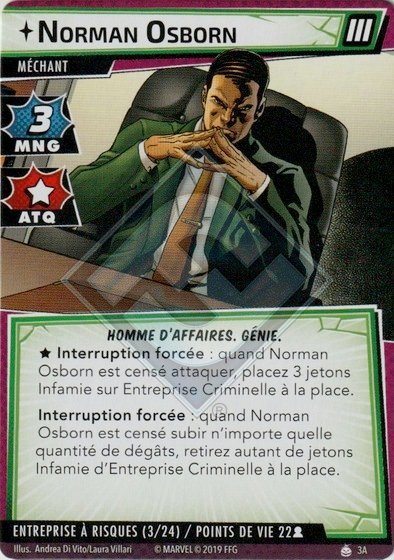 NORMAN OSBORN
III
MÉCHANT
3
MNG
ATQ
HOMME D'AFFAIRES. GÉNIE.
★ Interruption forcée : quand Norman
Osborn est censé attaquer, placez 3 jetons
Infamie sur Entreprise Criminelle à la place.
Interruption forcée : quand Norman
Osborn est censé subir n'importe quelle
quantité de dégâts, retirez autant de jetons
Infamie d'Entreprise Criminelle à la place.
®
ENTREPRISE À RISQUES (3/24) / POINTS DE VIE 22
Illus. Andrea Di Vito/Laura Villari
© MARVEL © 2019 FFG
3A